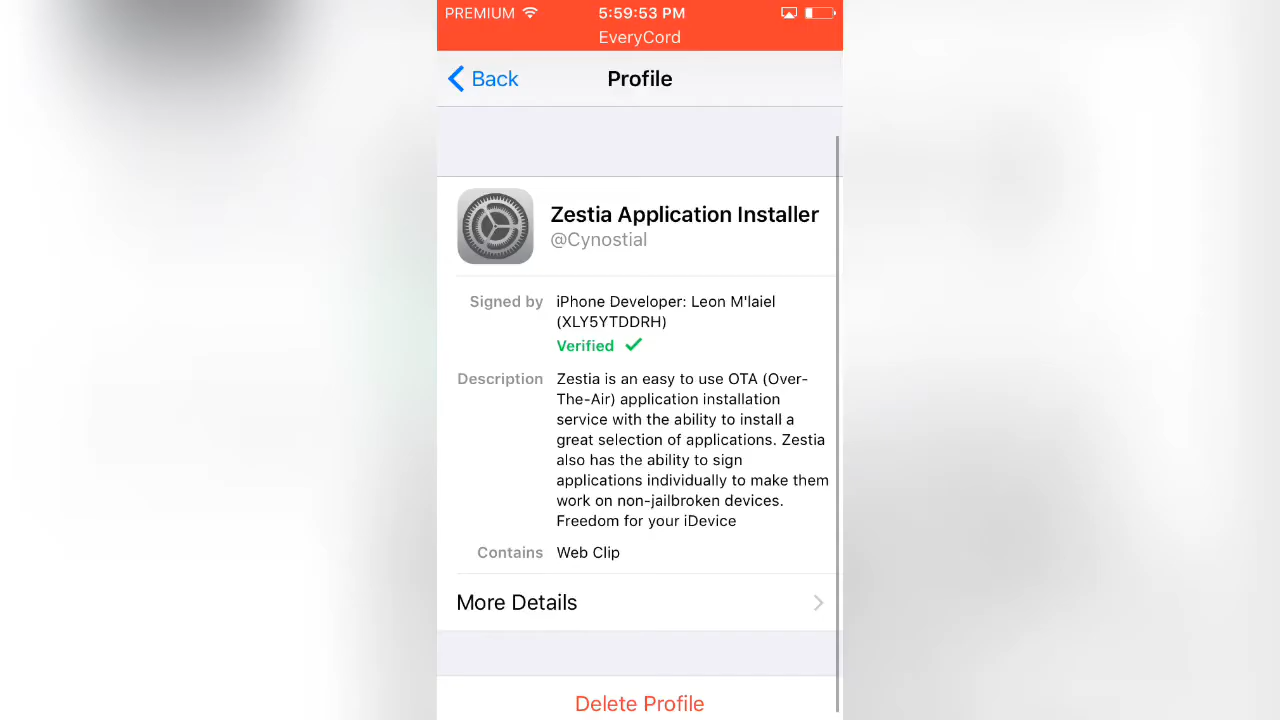 PREMIUM 5:59:53 PM
EveryCord
Back Profile
Zestia Application Installer
@Cynostial
Signed by iPhone Developer: Leon M'laiel
(XLY5YTDDRH)
Verified
Description Zestia is an easy to use OTA (Over-
The-Air) application installation
service with the ability to install a
great selection of applications. Zestia
also has the ability to sign
applications individually to make them
work on non-jailbroken devices.
Freedom for your iDevice
Contains Web Clip
More Details
Delete Profile